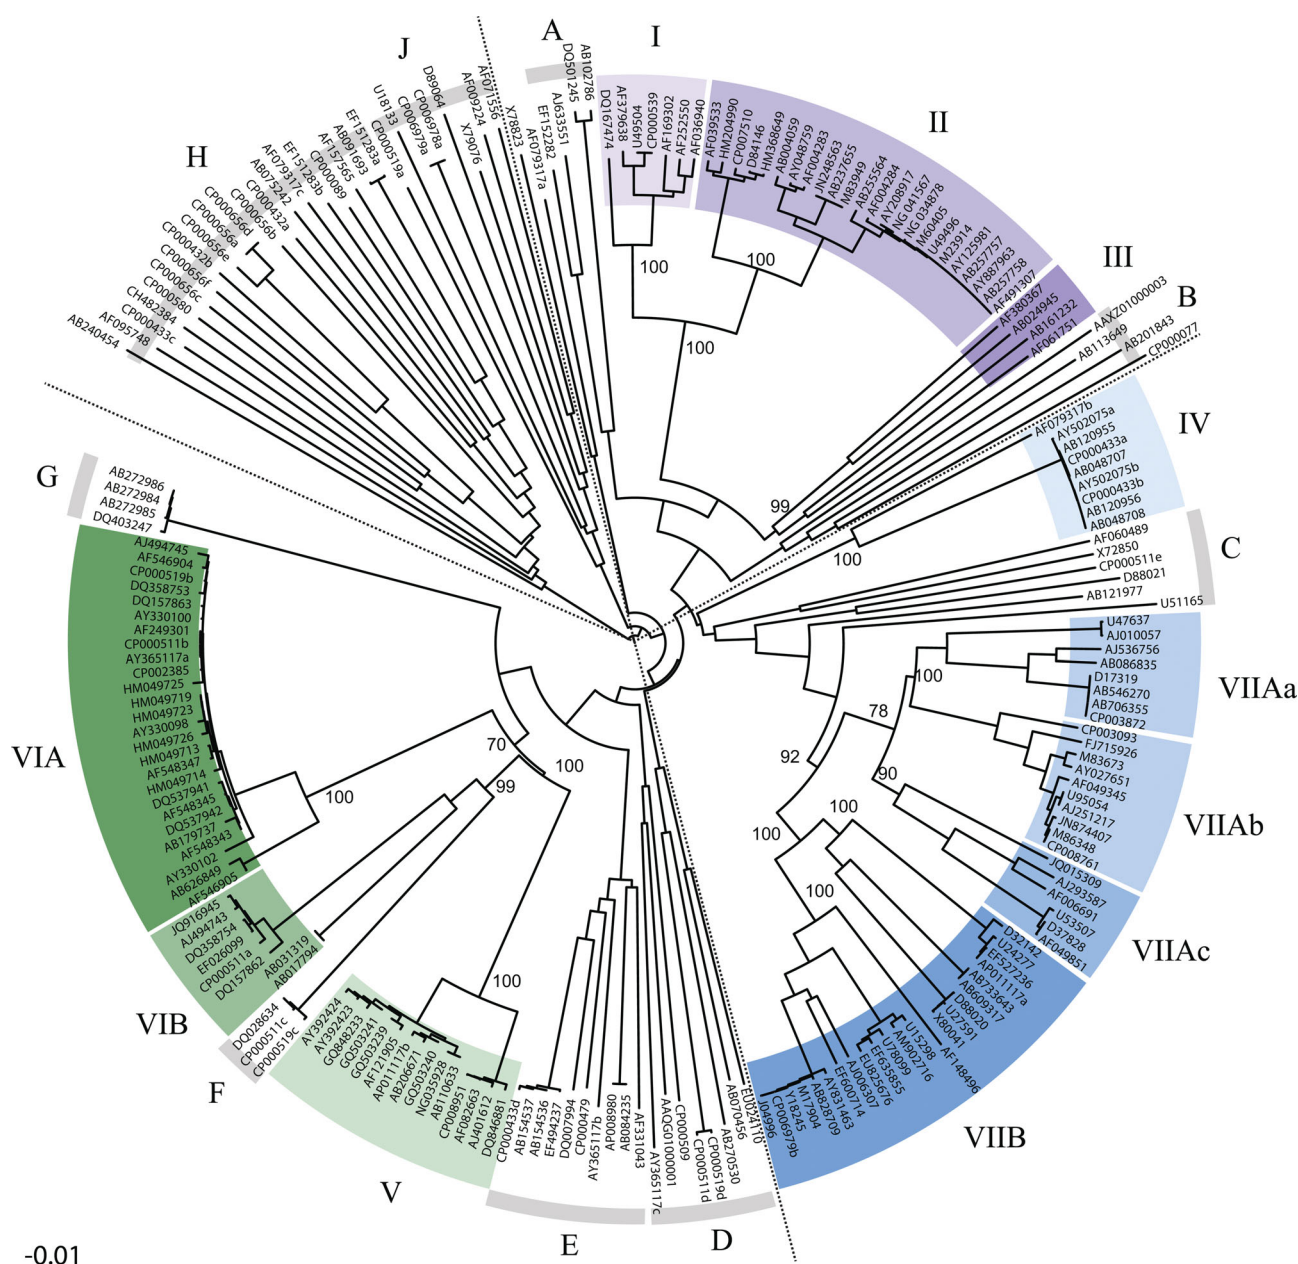 A
I
II
III
B
IV
C
VIIAa
VIIAb
VIIAc
VIIB
D
E
V
F
VIB
VIA
G
H
J
DQ501245
AB102786
DQ167474
AF379638
U49504
CP000539
AF169302
AF252550
AF036940
AF039533
HM204990
CP007510
D84146
HM368649
AB004059
AY048759
AF004283
JN248563
AB237655
M83949
AB255564
AF004284
AY208917
NG 041567
NG 034878
M60405
U49496
M23914
AY125981
AB257757
AY887963
AB257758
AF491307
AF380367
AB024945
AB161232
AF061751
AAXZ01000003
AB113649
AB201843
CP000077
AF079317b
AY502075a
AB120955
CP000433a
AB048707
AY502075b
CP000433b
AB120956
AB048708
AF060489
X72850
CP000511e
D88021
AB121977
U51165
U47637
AJ010057
AJ536756
AB086835
D17319
AB546270
AB706355
CP003872
CP003093
FJ715926
M83673
AY027651
AF049345
U95054
AJ251217
JN874407
M86348
CP008761
JQ015309
AJ293587
AF006691
U53507
D37828
AF049851
D32142
U24277
EF527236
AP011117a
AB733643
AB609317
D88020
U27591
X80041
AF148496
U15298
AM902716
U78099
EF635855
EU825676
AJ006307
EF600714
AY831463
AB828709
M17904
Y18245
CP006979b
J04996
EU824110
AB070456
AB270530
CP000519d
CP000511d
CP000509
AAQG01000001
AY365117c
AF331043
AB084235
AP008980
AY365117b
CP000479
DQ007994
EF494237
AB154536
AB154537
CP000433d
DQ846881
AJ401612
AF082663
CP008951
AB110633
NG035928
GQ503240
AB206671
AP011117b
AF121905
GQ503239
GQ503241
GQ848233
AY392423
AY392424
CP000519c
CP000511c
DQ028634
AB017794
AB031319
DQ157862
CP000511a
EF026099
DQ358754
AJ494743
JQ916945
AF546905
AB626849
AY330102
AF548343
AB179737
DQ537942
AF548345
DQ537941
HM049714
AF548347
HM049713
HM049726
AY330098
HM049723
HM049719
HM049725
CP002385
AY365117a
CP000511b
AF249301
AY330100
DQ157863
DQ358753
CP000519b
AF546904
AJ494745
DQ403247
AB272985
AB272984
AB272986
AB240454
AF095748
CP000433c
CH482384
CP000580
CP000656c
CP000656f
CP000432b
CP000656e
CP000656a
CP000656d
CP000656b
CP000432a
AB075242
AF079317c
EF151283b
CP000089
AF157565
AB091693
EF151283a
CP000519a
U18133
CP006979a
CP006978a
D89064
X79076
AF009224
AF071556
X78823
AF079317a
EF152282
AJ633551
100
100
100
99
100
100
78
90
92
100
100
100
70
100
99
100
100
-0.01